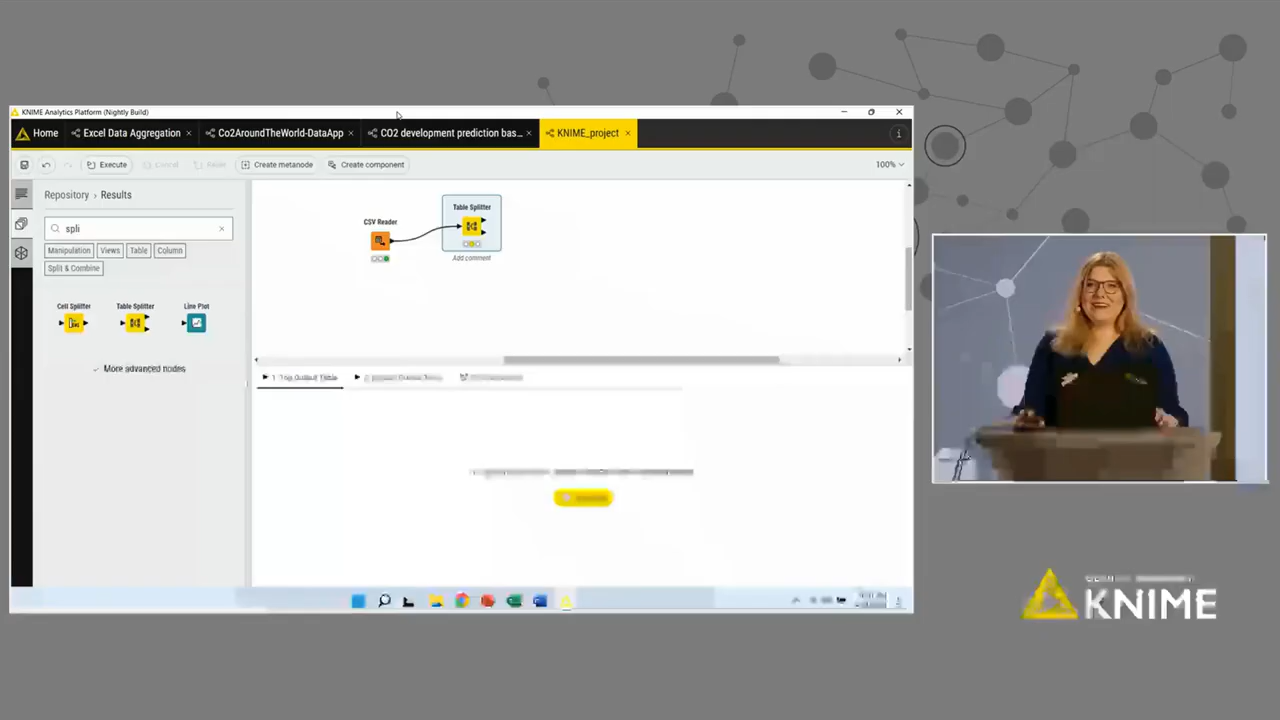 KNIME Analytics Platform (Nightly Build)
Home
Excel Data Aggregation
Co2AroundTheWorld-DataApp
CO2 development prediction bas...
KNIME_project
Execute
Cancel
Create metanode
Create component
100%
Repository › Results
spli
Manipulation
Views
Table
Column
Split & Combine
Cell Splitter
Table Splitter
Line Plot
More advanced nodes
CSV Reader
Table Splitter
Add comment
KNIME